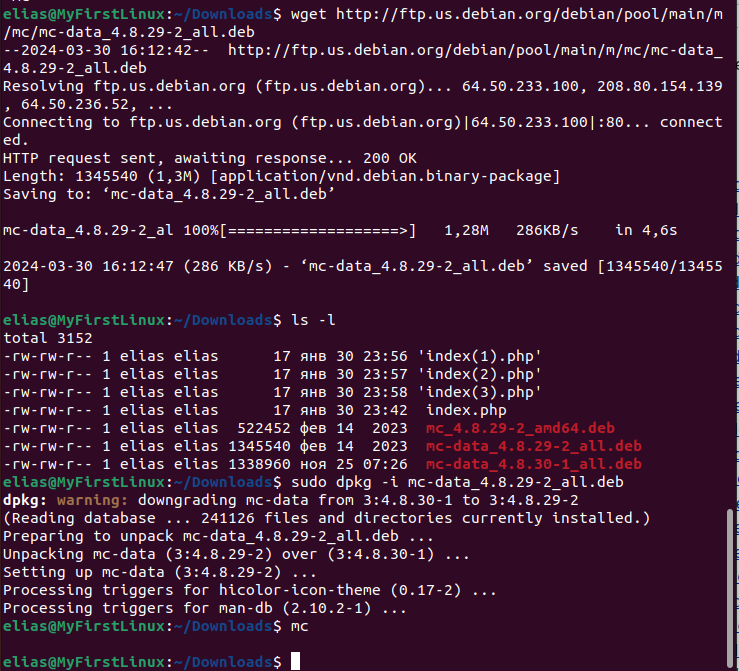 elias@MyFirstLinux:~/Downloads$ wget http://ftp.us.debian.org/debian/pool/main/m
/mc/mc-data_4.8.29-2_all.deb
--2024-03-30 16:12:42--  http://ftp.us.debian.org/debian/pool/main/m/mc/mc-data_
4.8.29-2_all.deb
Resolving ftp.us.debian.org (ftp.us.debian.org)... 64.50.233.100, 208.80.154.139
, 64.50.236.52, ...
Connecting to ftp.us.debian.org (ftp.us.debian.org)|64.50.233.100|:80... connect
ed.
HTTP request sent, awaiting response... 200 OK
Length: 1345540 (1,3M) [application/vnd.debian.binary-package]
Saving to: ‘mc-data_4.8.29-2_all.deb’
mc-data_4.8.29-2_al 100%[===================>]   1,28M   286KB/s    in 4,6s
2024-03-30 16:12:47 (286 KB/s) - ‘mc-data_4.8.29-2_all.deb’ saved [1345540/13455
40]
elias@MyFirstLinux:~/Downloads$ ls -l
total 3152
-rw-rw-r-- 1 elias elias      17 янв 30 23:56 'index(1).php'
-rw-rw-r-- 1 elias elias      17 янв 30 23:57 'index(2).php'
-rw-rw-r-- 1 elias elias      17 янв 30 23:58 'index(3).php'
-rw-rw-r-- 1 elias elias      17 янв 30 23:42  index.php
-rw-rw-r-- 1 elias elias  522452 фев 14  2023  mc_4.8.29-2_amd64.deb
-rw-rw-r-- 1 elias elias 1345540 фев 14  2023  mc-data_4.8.29-2_all.deb
-rw-rw-r-- 1 elias elias 1338960 ноя 25 07:26  mc-data_4.8.30-1_all.deb
elias@MyFirstLinux:~/Downloads$ sudo dpkg -i mc-data_4.8.29-2_all.deb
dpkg: warning: downgrading mc-data from 3:4.8.30-1 to 3:4.8.29-2
(Reading database ... 241126 files and directories currently installed.)
Preparing to unpack mc-data_4.8.29-2_all.deb ...
Unpacking mc-data (3:4.8.29-2) over (3:4.8.30-1) ...
Setting up mc-data (3:4.8.29-2) ...
Processing triggers for hicolor-icon-theme (0.17-2) ...
Processing triggers for man-db (2.10.2-1) ...
elias@MyFirstLinux:~/Downloads$ mc
elias@MyFirstLinux:~/Downloads$